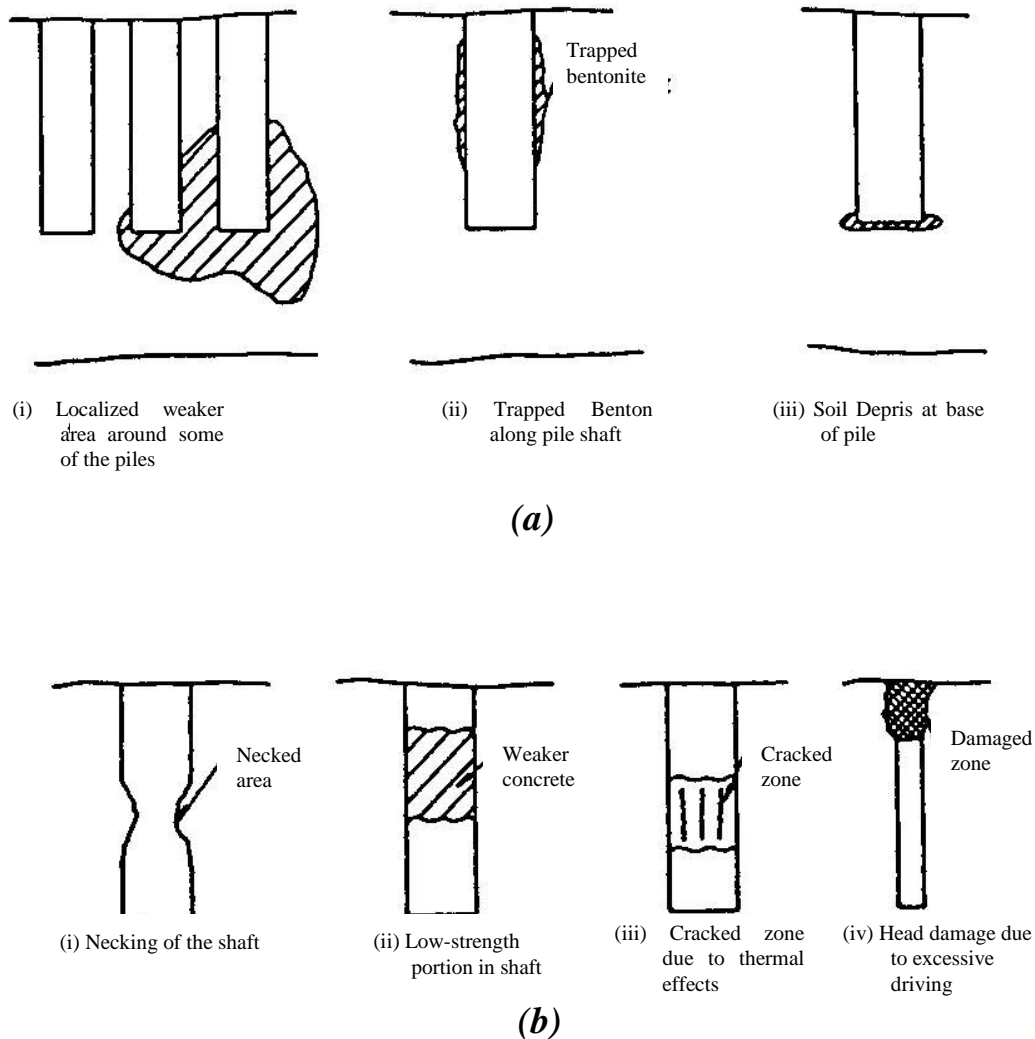 Trapped
bentonite
(i) Localized weaker
area around some
of the piles
(ii) Trapped Benton
along pile shaft
(iii) Soil Depris at base
of pile
(a)
Necked
area
Weaker
concrete
Cracked
zone
Damaged
zone
(i) Necking of the shaft
(ii) Low-strength
portion in shaft
(iii) Cracked zone
due to thermal
effects
(iv) Head damage due
to excessive
driving
(b)